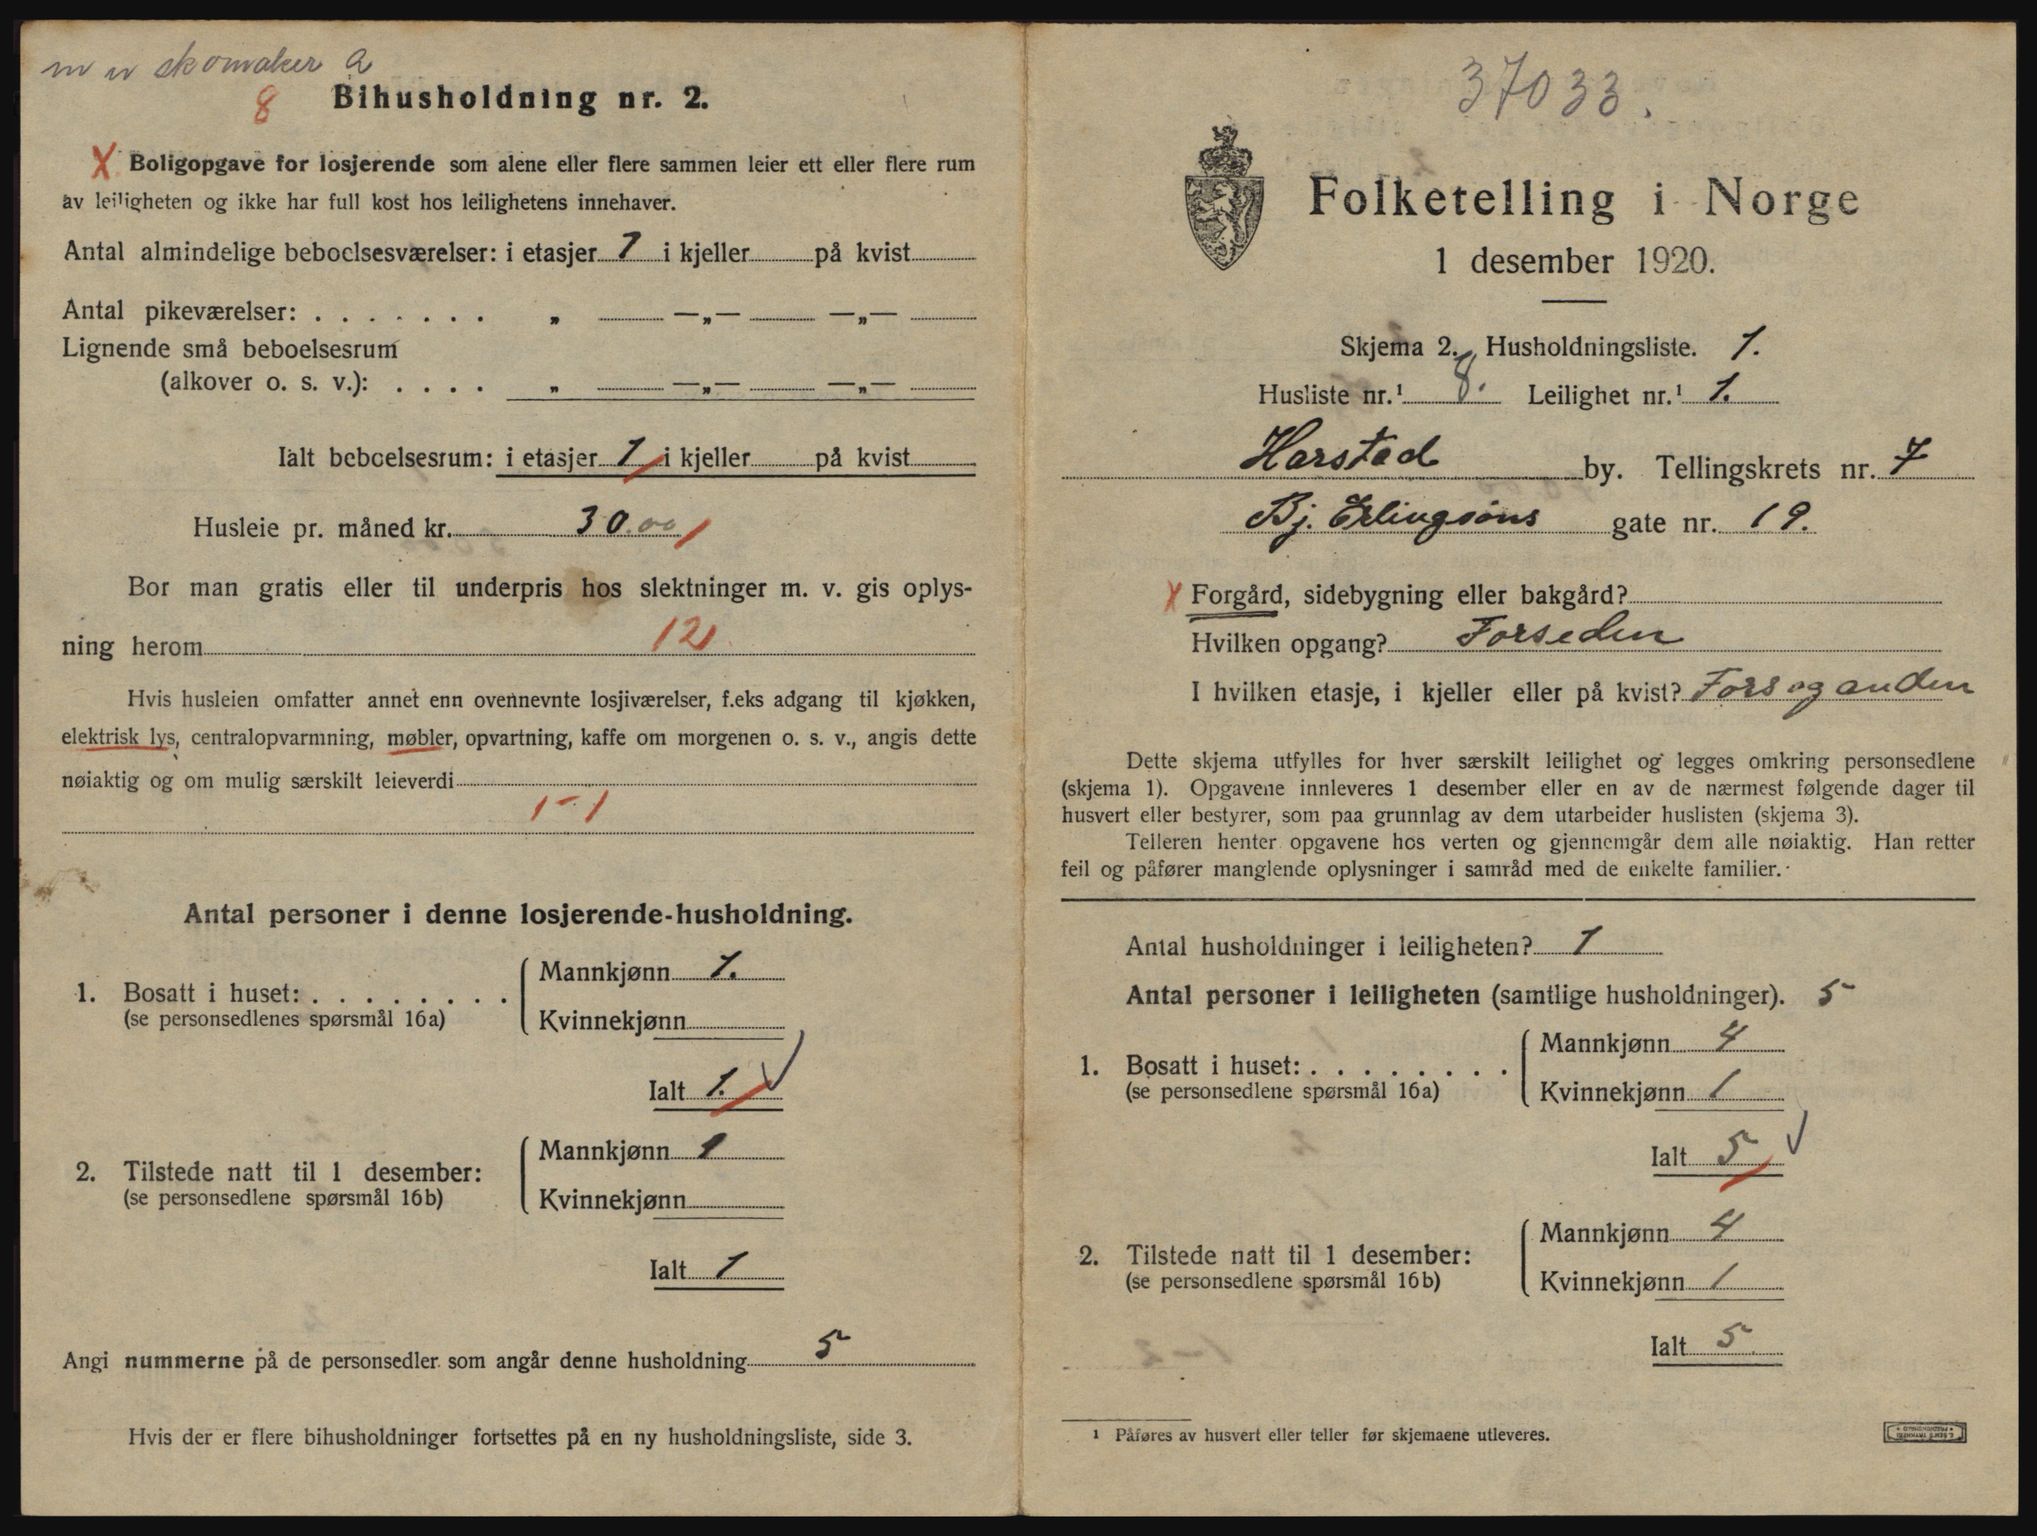 m u skomaker a
8 Bihusholdning nr. 2.
X Boligopgave for losjerende som alene eller flere sammen leier ett eller flere rum
av leiligheten og ikke har full kost hos leilighetens innehaver.
Antal almindelige beboelsesværelser: i etasjer 1 i kjeller på kvist
Antal pikeværelser: . . . . . . . „ —„— —„—
Lignende små beboelsesrum
(alkover o. s. v.): . . . . „ —„— —„—
Ialt beboelsesrum: i etasjer 1 i kjeller på kvist
Husleie pr. måned kr. 30.00
Bor man gratis eller til underpris hos slektninger m. v. gis oplys-
ning herom 12
Hvis husleien omfatter annet enn ovennevnte losjiværelser, f.eks adgang til kjøkken,
elektrisk lys, centralopvarmning, møbler, opvartning, kaffe om morgenen o. s. v., angis dette
nøiaktig og om mulig særskilt leieverdi
1-1
Antal personer i denne losjerende-husholdning.
1. Bosatt i huset: . . . . . . . .
(se personsedlenes spørsmål 16a)
Mannkjønn 1.
Kvinnekjønn
Ialt 1.
2. Tilstede natt til 1 desember:
(se personsedlene spørsmål 16b)
Mannkjønn 1
Kvinnekjønn
Ialt 1
Angi nummerne på de personsedler som angår denne husholdning 5
Hvis der er flere bihusholdninger fortsettes på en ny husholdningsliste, side 3.
37033.
Folketelling i Norge
1 desember 1920.
Skjema 2. Husholdningsliste. 1.
Husliste nr.¹ 8. Leilighet nr.¹ 1.
Harstad by. Tellingskrets nr. 7
Bj. Erlingsøns gate nr. 19.
X Forgård, sidebygning eller bakgård?
Hvilken opgang? Forseden
I hvilken etasje, i kjeller eller på kvist? Førs og anden
Dette skjema utfylles for hver særskilt leilighet og legges omkring personsedlene
(skjema 1). Opgavene innleveres 1 desember eller en av de nærmest følgende dager til
husvert eller bestyrer, som paa grunnlag av dem utarbeider huslisten (skjema 3).
Telleren henter opgavene hos verten og gjennemgår dem alle nøiaktig. Han retter
feil og påfører manglende oplysninger i samråd med de enkelte familier.
Antal husholdninger i leiligheten? 1
Antal personer i leiligheten (samtlige husholdninger). 5
1. Bosatt i huset: . . . . . . . .
(se personsedlene spørsmål 16a)
Mannkjønn 4
Kvinnekjønn 1
Ialt 5
2. Tilstede natt til 1 desember:
(se personsedlene spørsmål 16b)
Mannkjønn 4
Kvinnekjønn 1
Ialt 5
¹ Påføres av husvert eller teller før skjemaene utleveres.